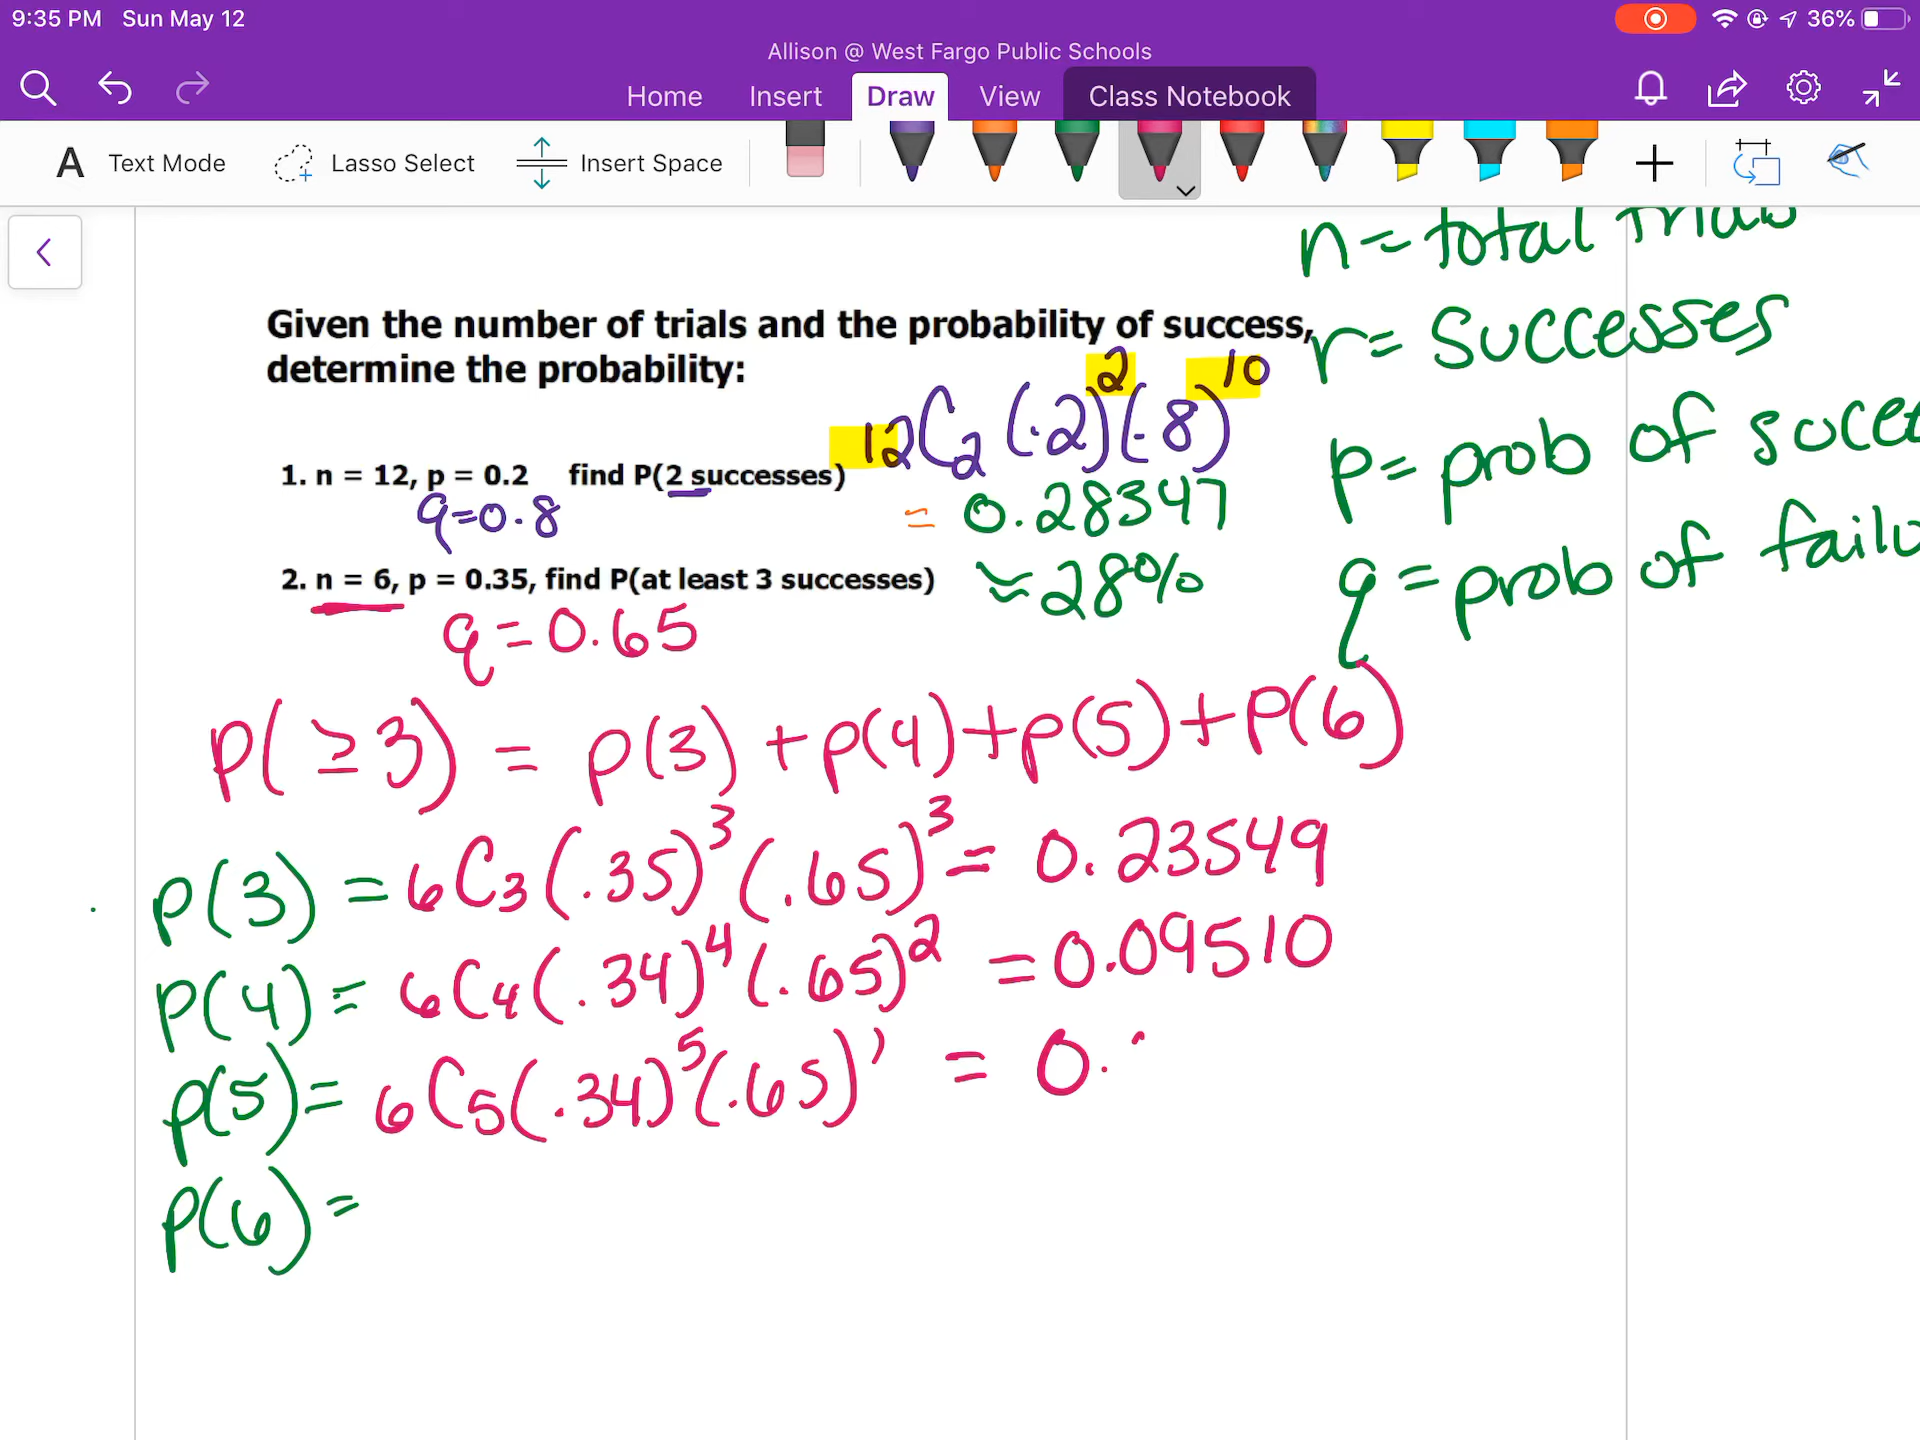 9:35 PM Sun May 12 36%
Allison @ West Fargo Public Schools
Home Insert Draw View Class Notebook
A Text Mode Lasso Select Insert Space
n = total trials
Given the number of trials and the probability of success,
determine the probability:
r = successes
12C2 (.2)^2 (.8)^10
p = prob of succe
1. n = 12, p = 0.2 find P(2 successes)
q = 0.8
= 0.28347
2. n = 6, p = 0.35, find P(at least 3 successes)
≈ 28%
q = prob of failu
q = 0.65
P( ≥ 3) = p(3) + p(4) + p(5) + p(6)
p(3) = 6C3 (.35)^3 (.65)^3 = 0.23549
p(4) = 6C4 (.34)^4 (.65)^2 = 0.09510
p(5) = 6C5 (.34)^5 (.65)^1 = 0.
p(6) =